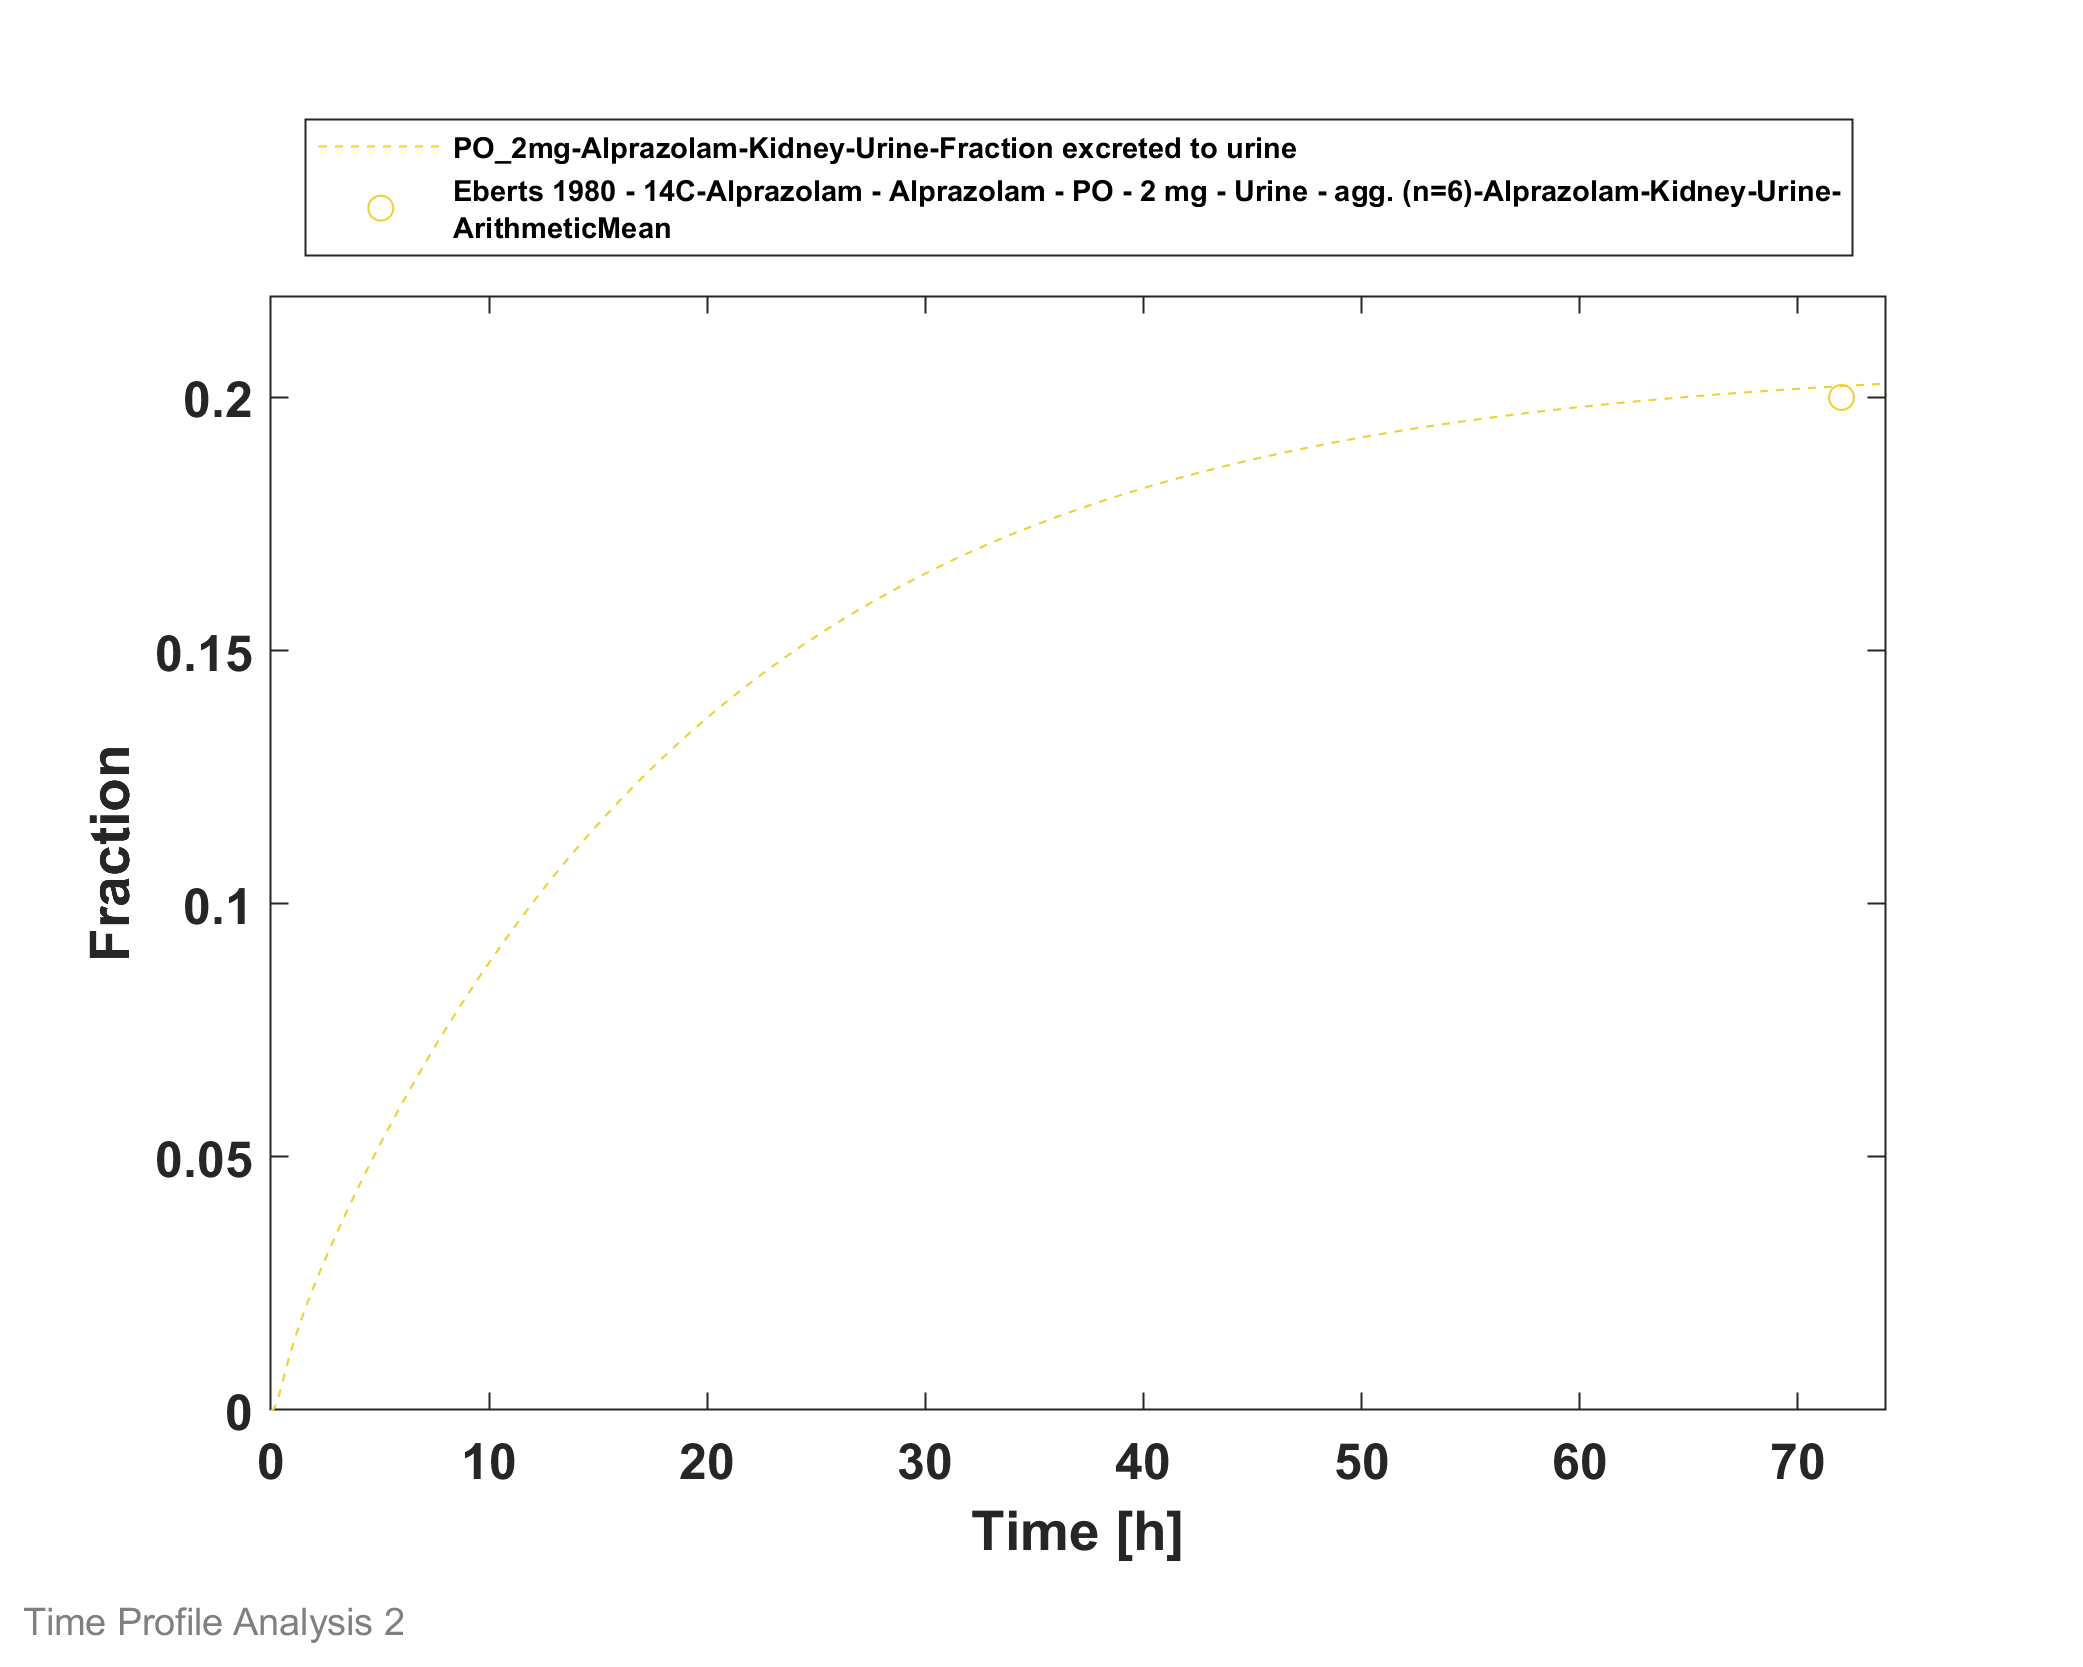 PO_2mg-Alprazolam-Kidney-Urine-Fraction excreted to urine
Eberts 1980 - 14C-Alprazolam - Alprazolam - PO - 2 mg - Urine - agg. (n=6)-Alprazolam-Kidney-Urine-
ArithmeticMean
0.2
0.15
0.1
0.05
0
Fraction
0 10 20 30 40 50 60 70
Time [h]
Time Profile Analysis 2